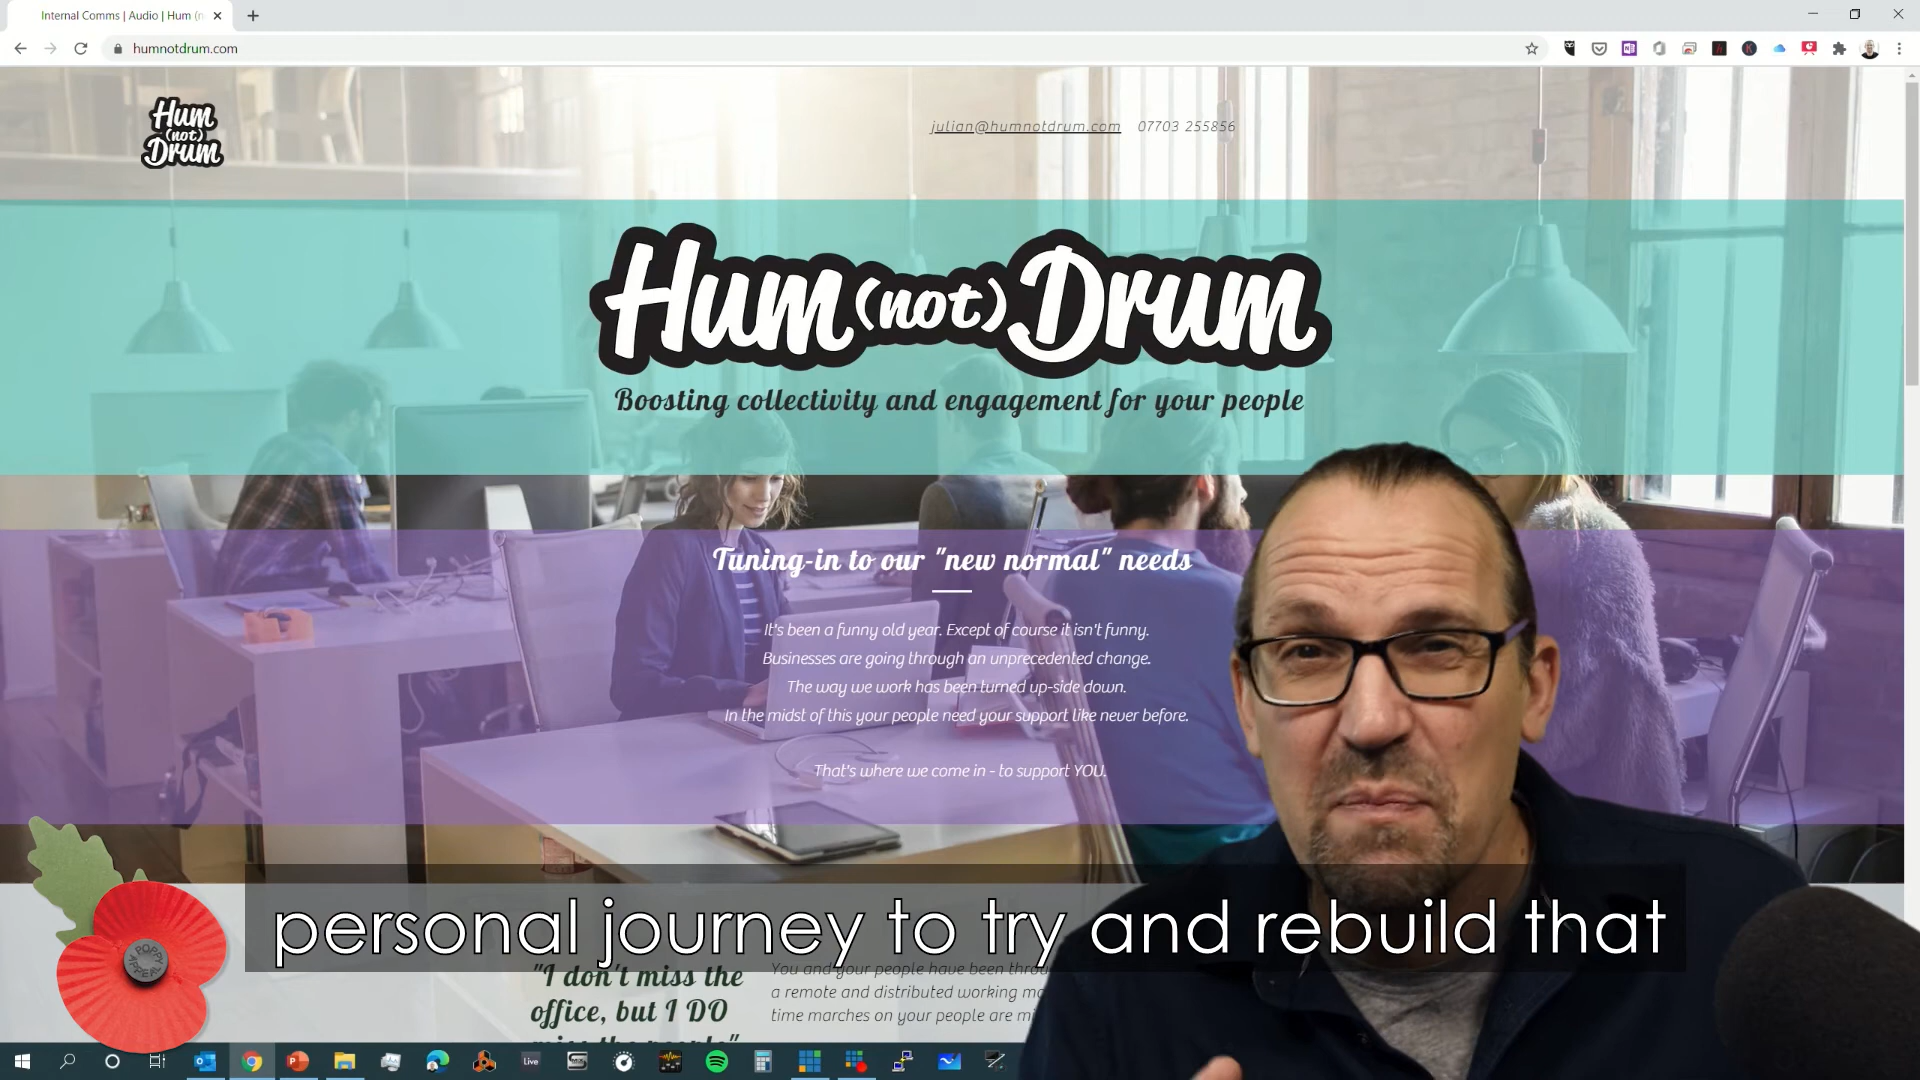 Internal Comms | Audio | Hum (n
humnotdrum.com
Hum
(not)
Drum
julian@humnotdrum.com 07703 255856
Hum (not) Drum
Boosting collectivity and engagement for your people
Tuning-in to our "new normal" needs
It's been a funny old year. Except of course it isn't funny.
Businesses are going through an unprecedented change.
The way we work has been turned up-side down.
In the midst of this your people need your support like never before.
That's where we come in - to support YOU.
personal journey to try and rebuild that
POPPY
APPEAL
"I don't miss the
office, but I DO
miss the people"
You and your people have been
a remote and distributed working
time marches on your people are
Live